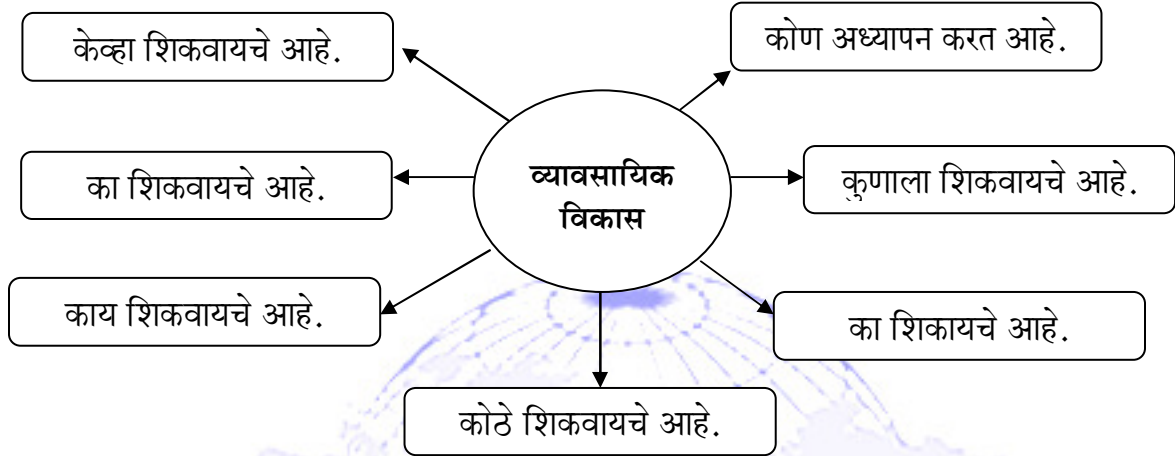 केव्हा शिकवायचे आहे.
कोण अध्यापन करत आहे.
का शिकवायचे आहे.
व्यावसायिक
विकास
कुणाला शिकवायचे आहे.
काय शिकवायचे आहे.
का शिकायचे आहे.
कोठे शिकवायचे आहे.